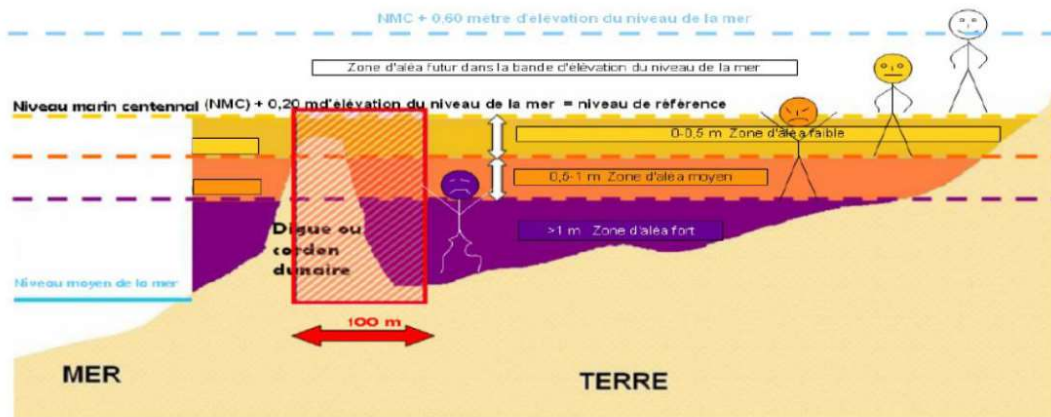 NMC + 0,60 mètre d'élévation du niveau de la mer
Zone d'aléa futur dans la bande d'élévation du niveau de la mer
Niveau marin centennal (NMC) + 0,20 md'élévation du niveau de la mer = niveau de référence
0-0,5 m Zone d'aléa faible
0,5-1 m Zone d'aléa moyen
>1 m Zone d'aléa fort
Digue ou
cordon
dunaire
Niveau moyen de la mer
100 m
MER
TERRE